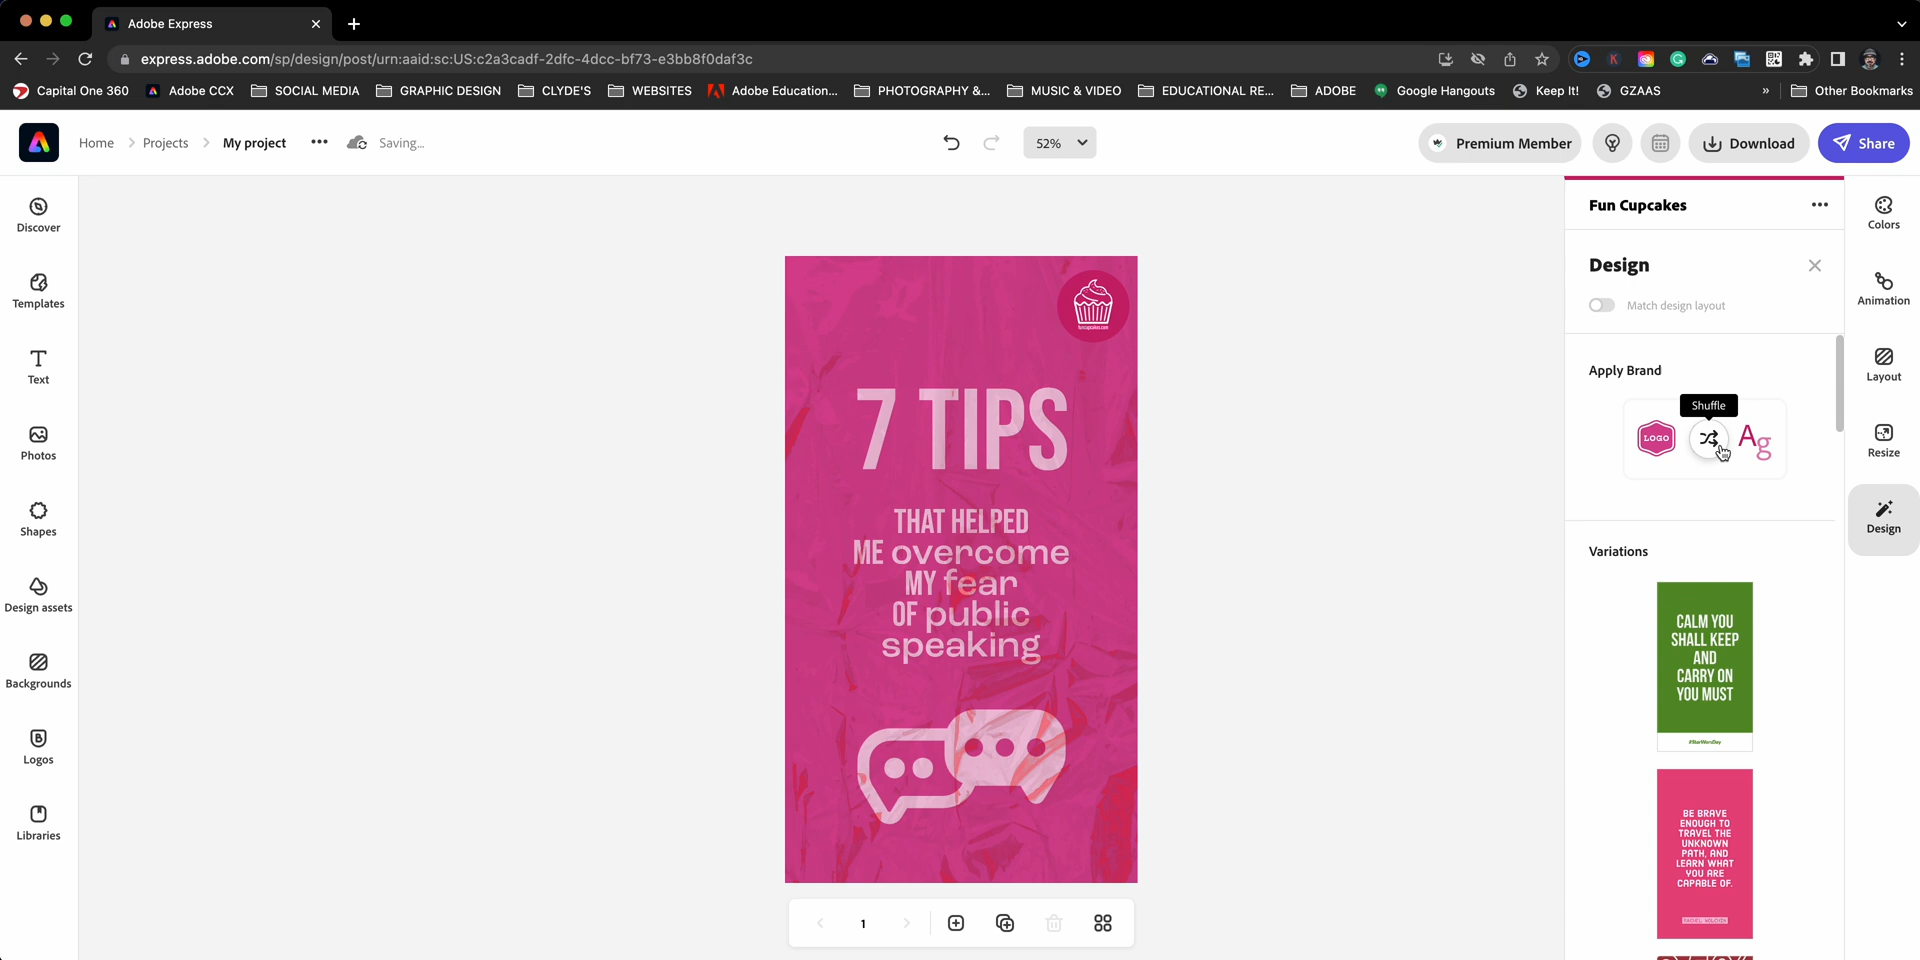 Adobe Express
express.adobe.com/sp/design/post/urn:aaid:sc:US:c2a3cadf-2dfc-4dcc-bf73-e3bb8f0daf3c
Capital One 360
Adobe CCX
SOCIAL MEDIA
GRAPHIC DESIGN
CLYDE'S
WEBSITES
Adobe Education...
PHOTOGRAPHY &...
MUSIC & VIDEO
EDUCATIONAL RE...
ADOBE
Google Hangouts
Keep It!
GZAAS
»
Other Bookmarks
Home
Projects
My project
Saving...
52%
Premium Member
Download
Share
Discover
Templates
Text
Photos
Shapes
Design assets
Backgrounds
Logos
Libraries
funcupcakes.com
7 TIPS
THAT HELPED
ME overcome
MY fear
OF public
speaking
1
Fun Cupcakes
Design
Match design layout
Apply Brand
Shuffle
LOGO
Ag
Variations
CALM YOU
SHALL KEEP
AND
CARRY ON
YOU MUST
#StarWarsDay
BE BRAVE
ENOUGH TO
TRAVEL THE
UNKNOWN
PATH, AND
LEARN WHAT
YOU ARE
CAPABLE OF.
Colors
Animation
Layout
Resize
Design